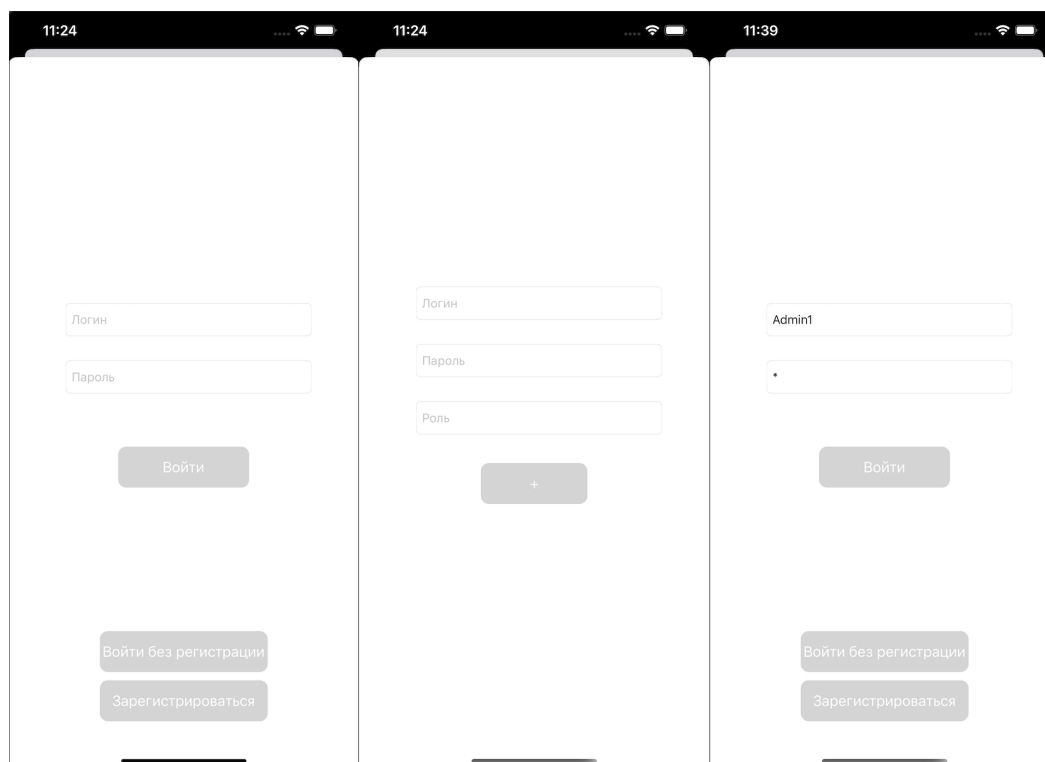 11:24
Логин
Пароль
Войти
Войти без регистрации
Зарегистрироваться
11:24
Логин
Пароль
Роль
+
11:39
Admin1
•
Войти
Войти без регистрации
Зарегистрироваться